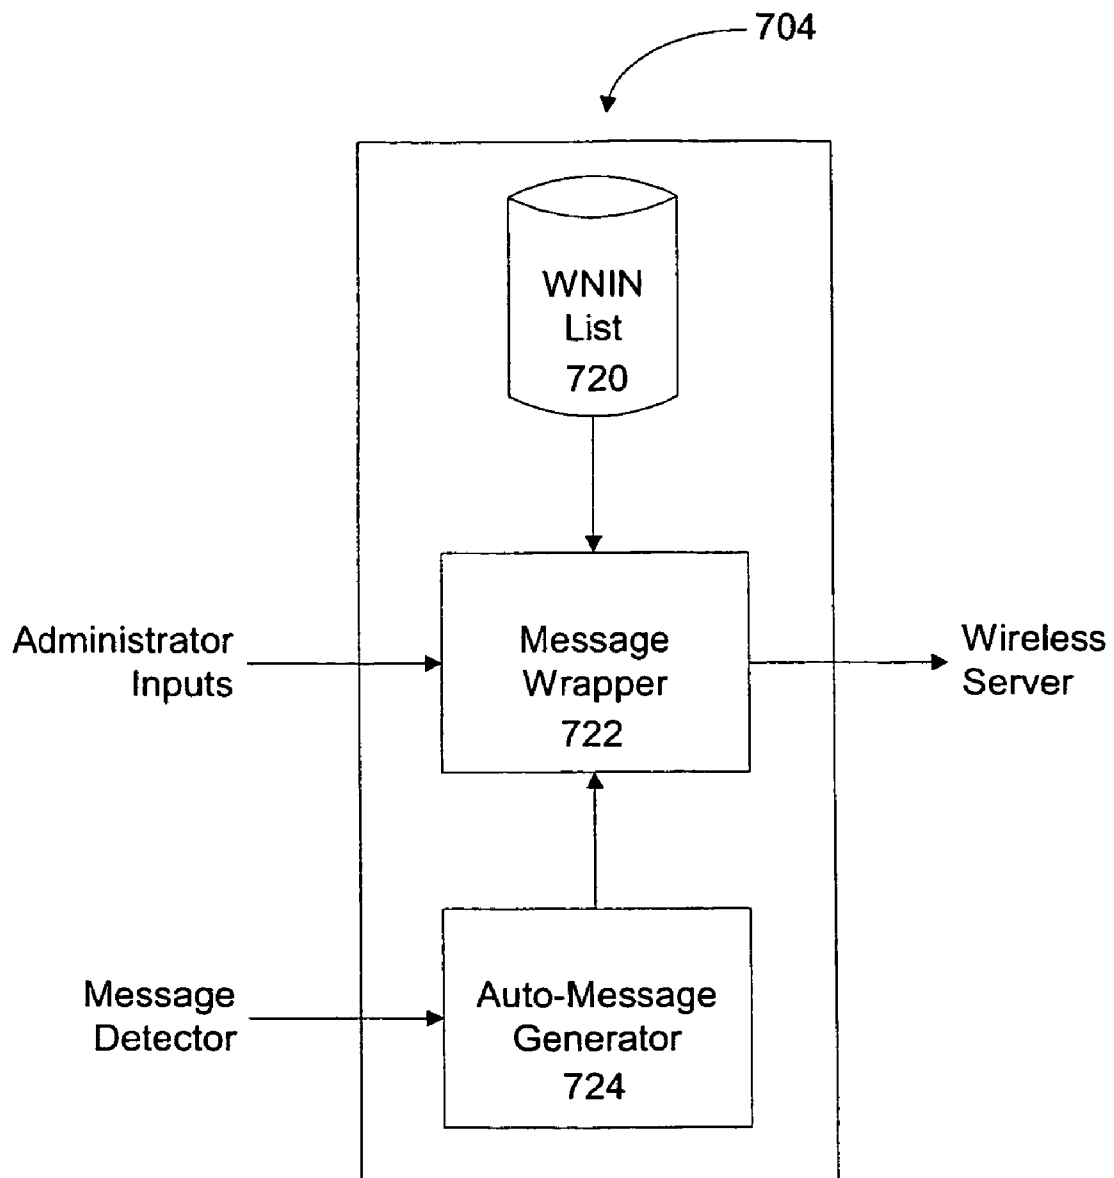 704
WNIN
List
720
Administrator
Inputs
Message
Wrapper
722
Wireless
Server
Message
Detector
Auto-Message
Generator
724